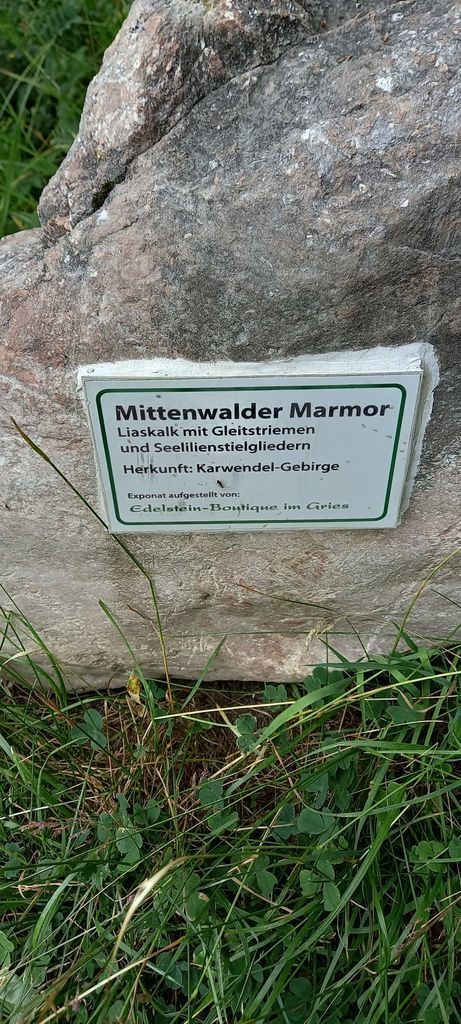 Mittenwalder Marmor
Liaskalk mit Gleitstriemen
und Seelilienstielgliedern
Herkunft: Karwendel-Gebirge
Exponat aufgestellt von:
Edelstein-Boutique im Gries